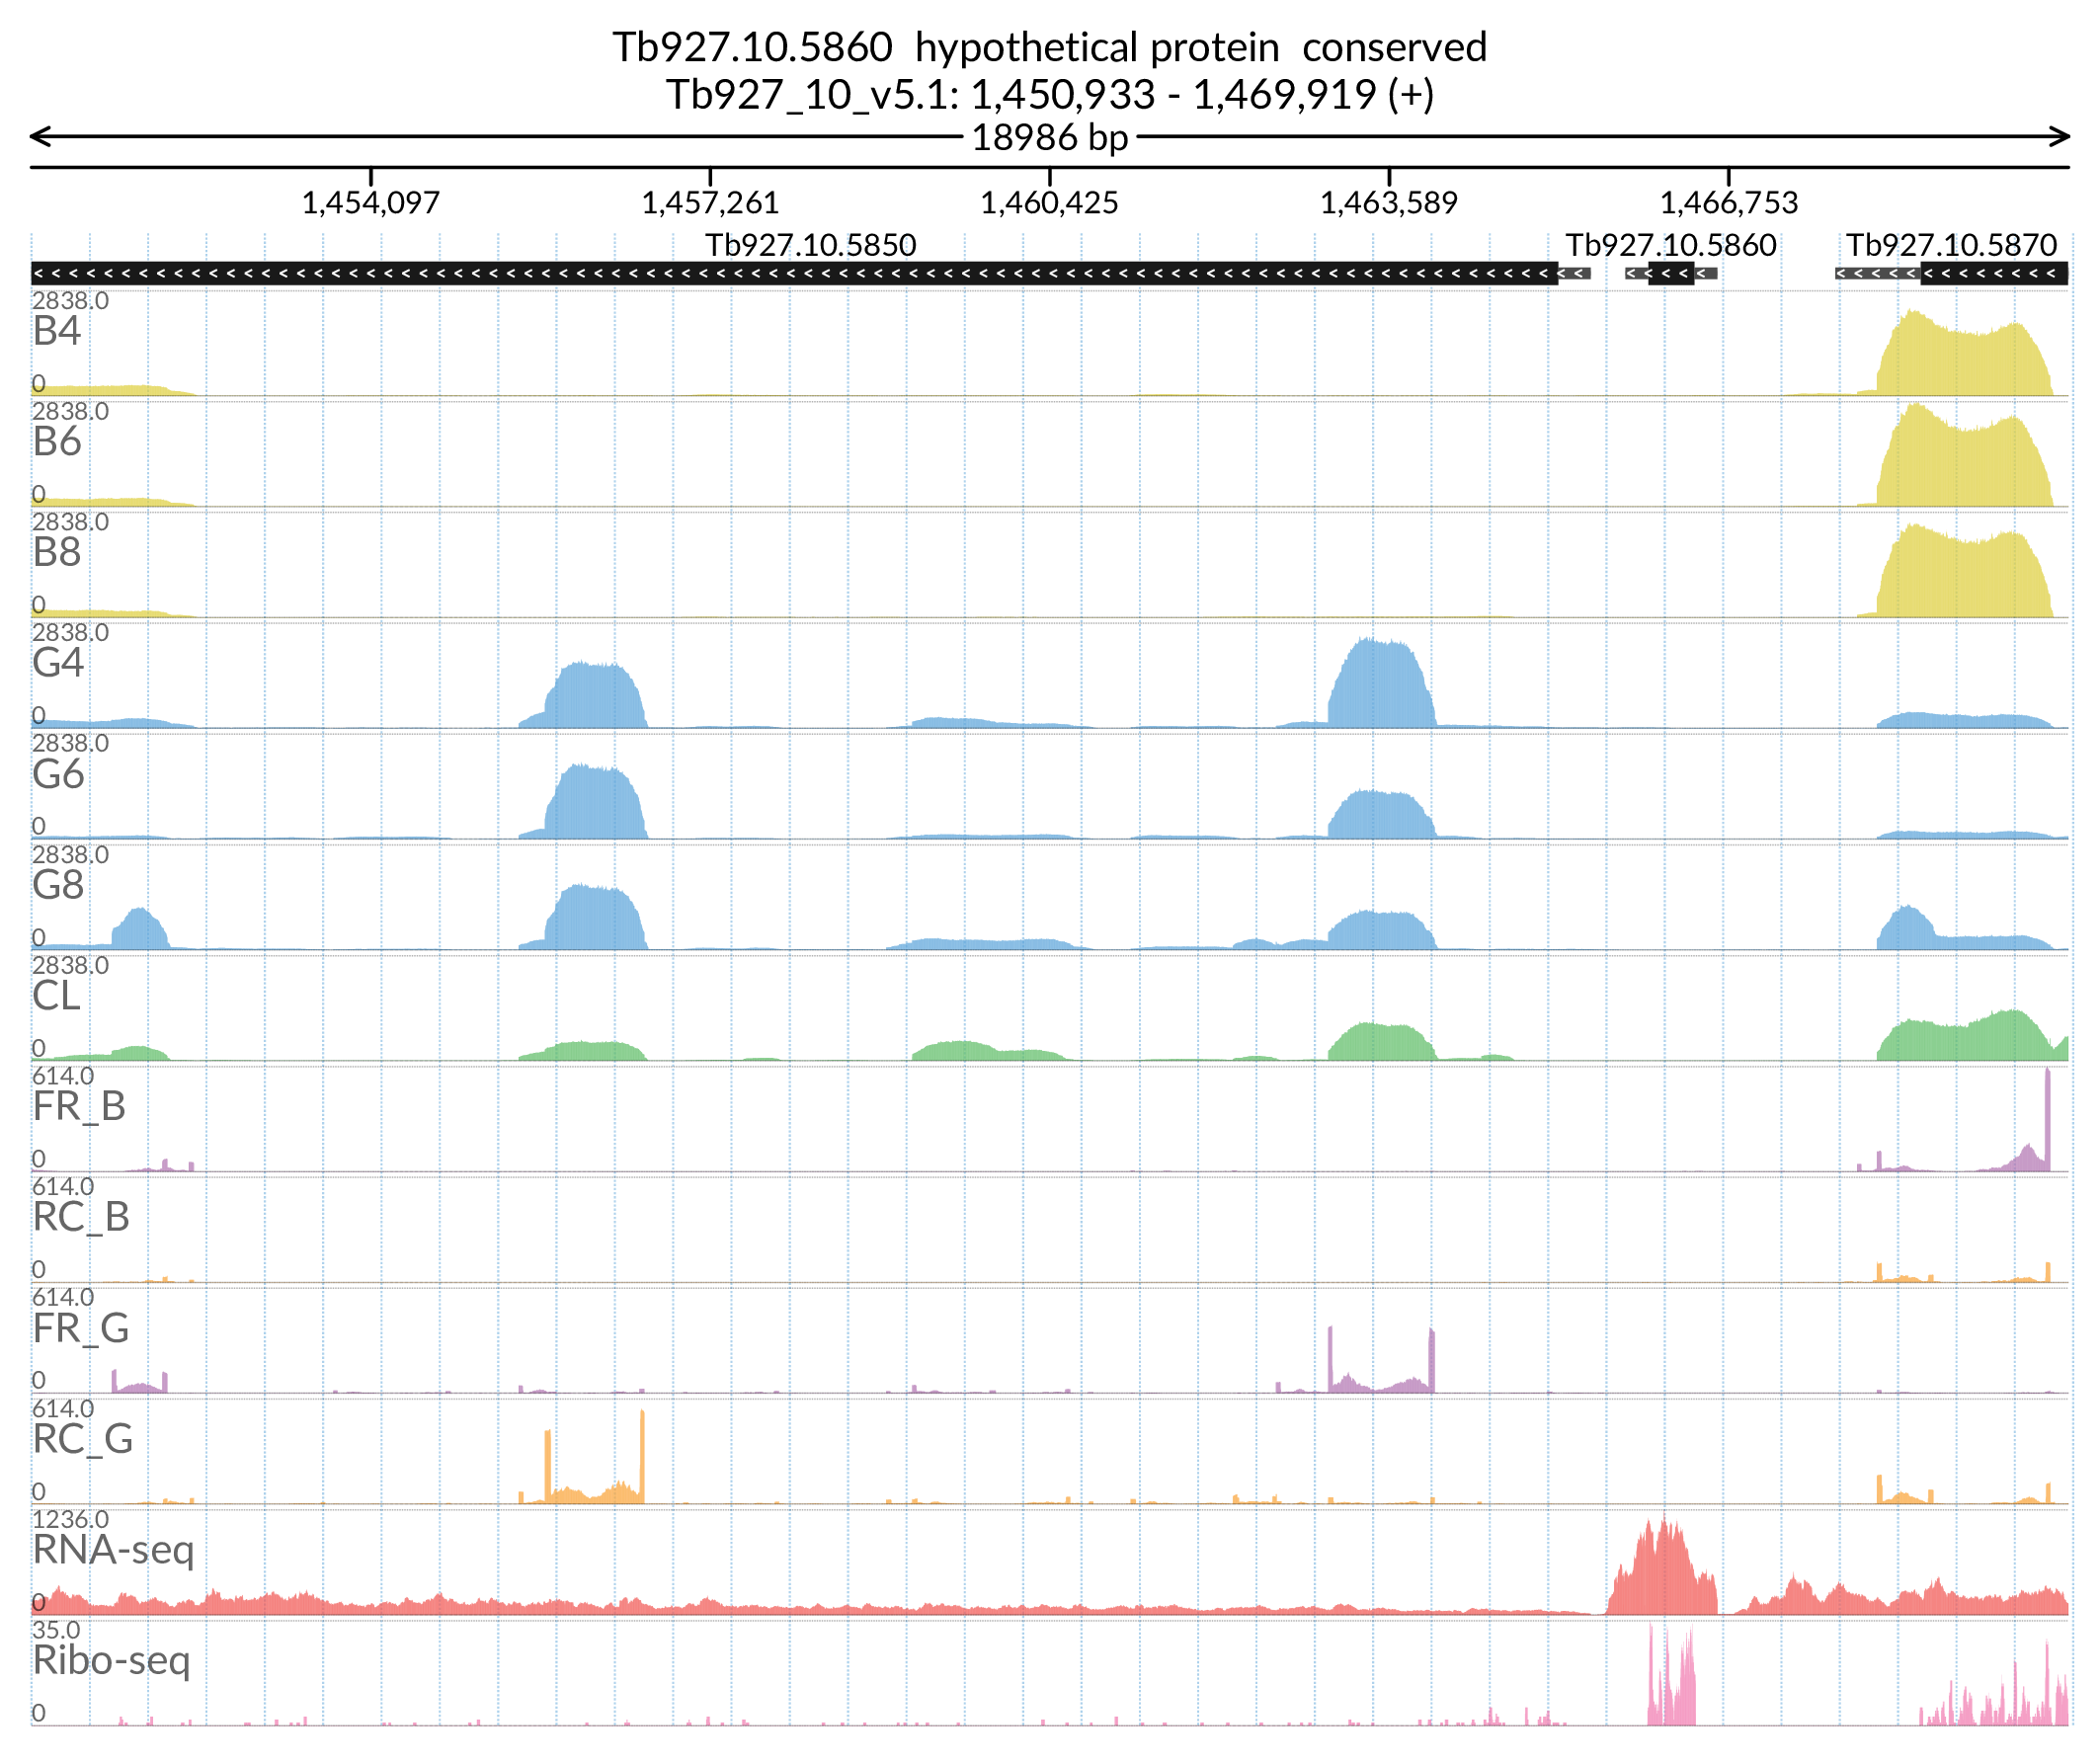 Tb927.10.5860 hypothetical protein conserved
Tb927_10_v5.1: 1,450,933 - 1,469,919 (+)
18986 bp
1,454,097 1,457,261 1,460,425 1,463,589 1,466,753
Tb927.10.5850 Tb927.10.5860 Tb927.10.5870
2838.0
B4
0
2838.0
B6
0
2838.0
B8
0
2838.0
G4
0
2838.0
G6
0
2838.0
G8
0
2838.0
CL
0
614.0
FR_B
0
614.0
RC_B
0
614.0
FR_G
0
614.0
RC_G
0
1236.0
RNA-seq
0
35.0
Ribo-seq
0